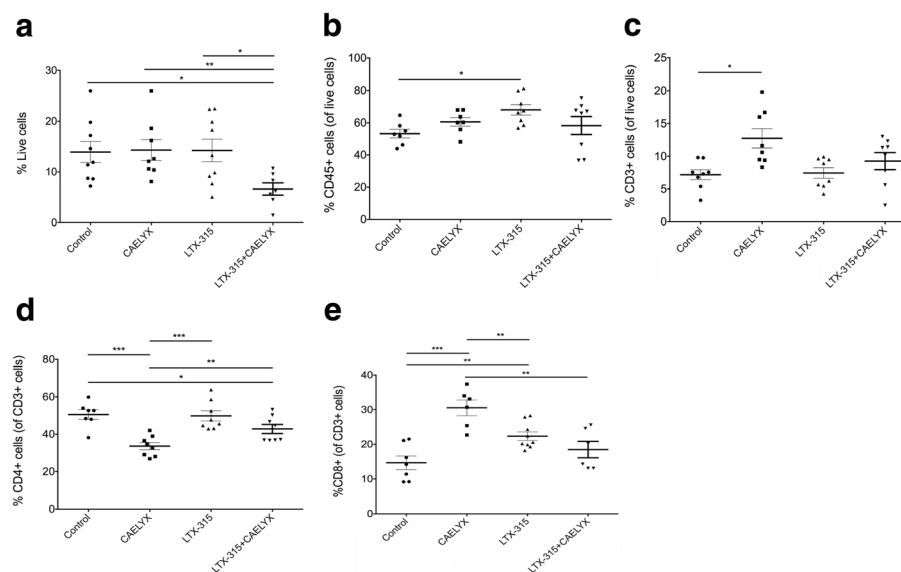 a
*
**
*
30
20
10
0
% Live cells
Control
CAELYX
LTX-315
LTX-315+CAELYX
b
*
100
80
60
40
20
0
% CD45+ cells (of live cells)
Control
CAELYX
LTX-315
LTX-315+CAELYX
c
*
25
20
15
10
5
0
% CD3+ cells (of live cells)
Control
CAELYX
LTX-315
LTX-315+CAELYX
d
***
***
**
*
80
60
40
20
0
% CD4+ cells (of CD3+ cells)
Control
CAELYX
LTX-315
LTX-315+CAELYX
e
**
***
**
**
40
30
20
10
0
%CD8+ (of CD3+ cells)
Control
CAELYX
LTX-315
LTX-315+CAELYX